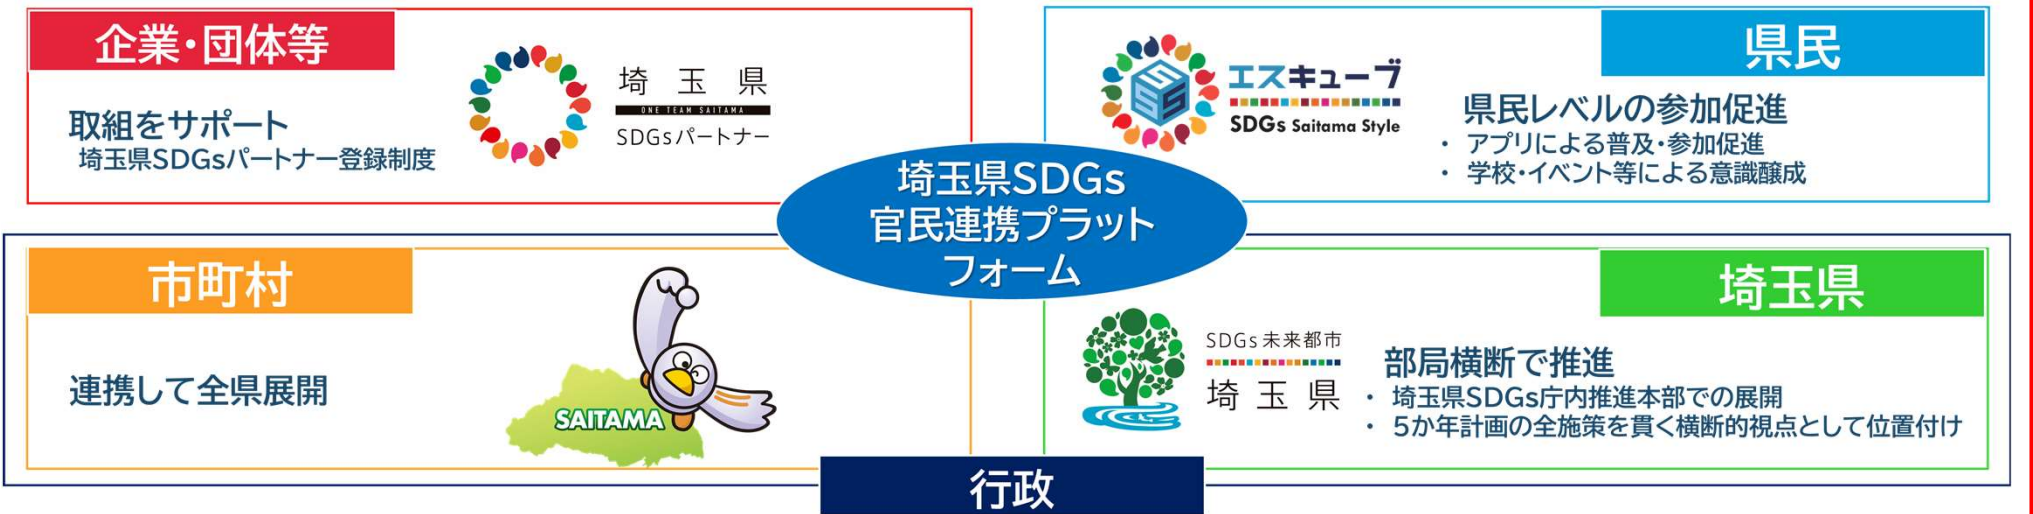 企業・団体等
取組をサポート
埼玉県SDGsパートナー登録制度
埼玉県
ONE TEAM SAITAMA
SDGsパートナー
エスキューブ
SDGs Saitama Style
県民
県民レベルの参加促進
・ アプリによる普及・参加促進
・ 学校・イベント等による意識醸成
埼玉県SDGs
官民連携プラット
フォーム
市町村
連携して全県展開
SAITAMA
SDGs未来都市
埼玉県
埼玉県
部局横断で推進
・ 埼玉県SDGs庁内推進本部での展開
・ 5か年計画の全施策を貫く横断的視点として位置付け
行政